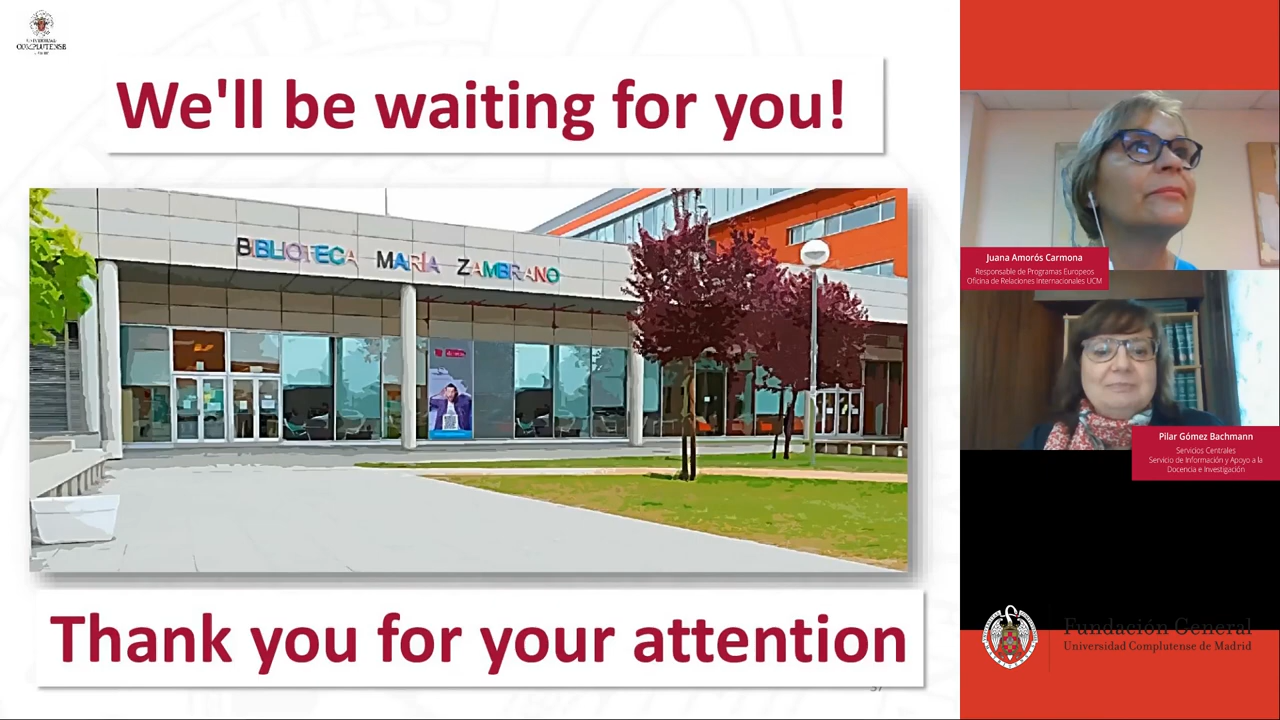 COMPLUTENSE
We'll be waiting for you!
BIBLIOTECA MARÍA ZAMBRANO
Thank you for your attention
37
Juana Amorós Carmona
Responsable de Programas Europeos
Oficina de Relaciones Internacionales UCM
Pilar Gómez Bachmann
Servicios Centrales
Servicio de Información y Apoyo a la
Docencia e Investigación
Fundación General
Universidad Complutense de Madrid